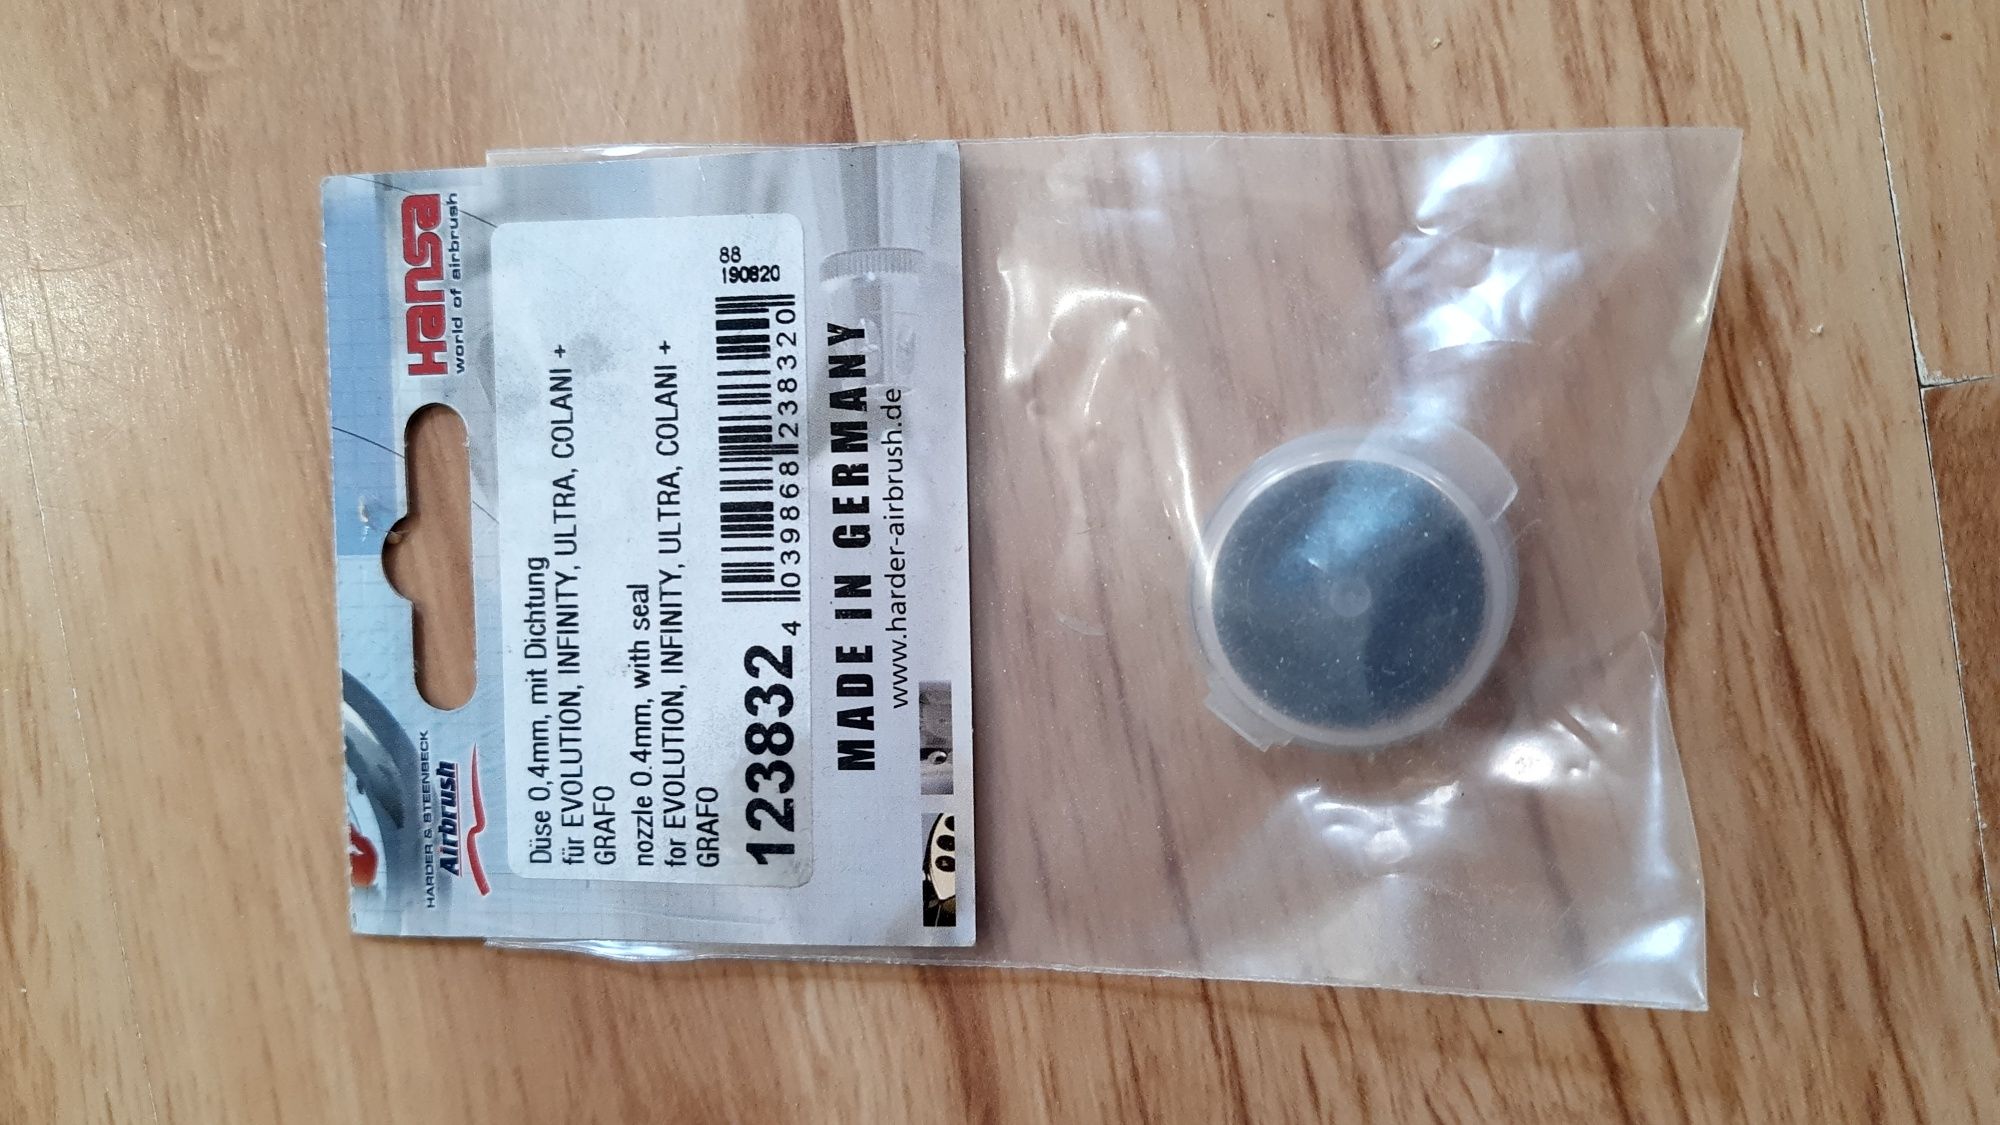 HARDER & STEENBECK
Airbrush
Hansa
world of airbrush
Düse 0,4mm, mit Dichtung
für EVOLUTION, INFINITY, ULTRA, COLANI +
GRAFO
nozzle 0.4mm, with seal
for EVOLUTION, INFINITY, ULTRA, COLANI +
GRAFO
123832
88
190820
4 039868 238320
MADE IN GERMANY
www.harder-airbrush.de